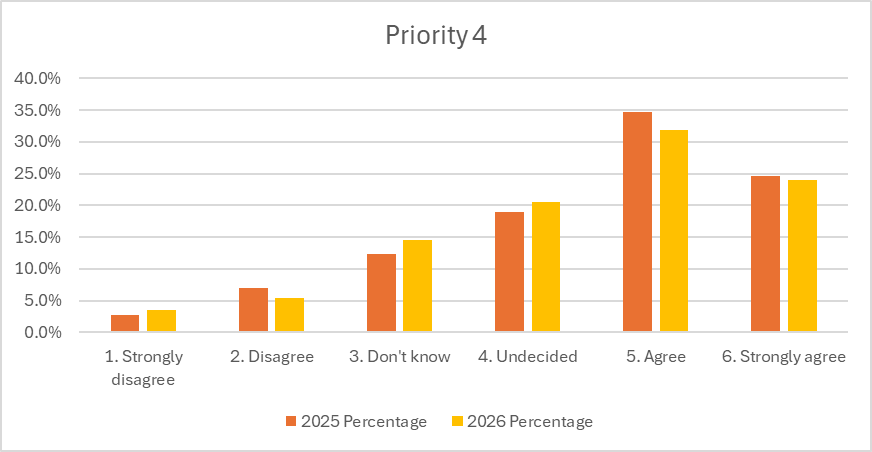 Priority 4
40.0%
35.0%
30.0%
25.0%
20.0%
15.0%
10.0%
5.0%
0.0%
1. Strongly
disagree
2. Disagree
3. Don't know
4. Undecided
5. Agree
6. Strongly agree
2025 Percentage
2026 Percentage